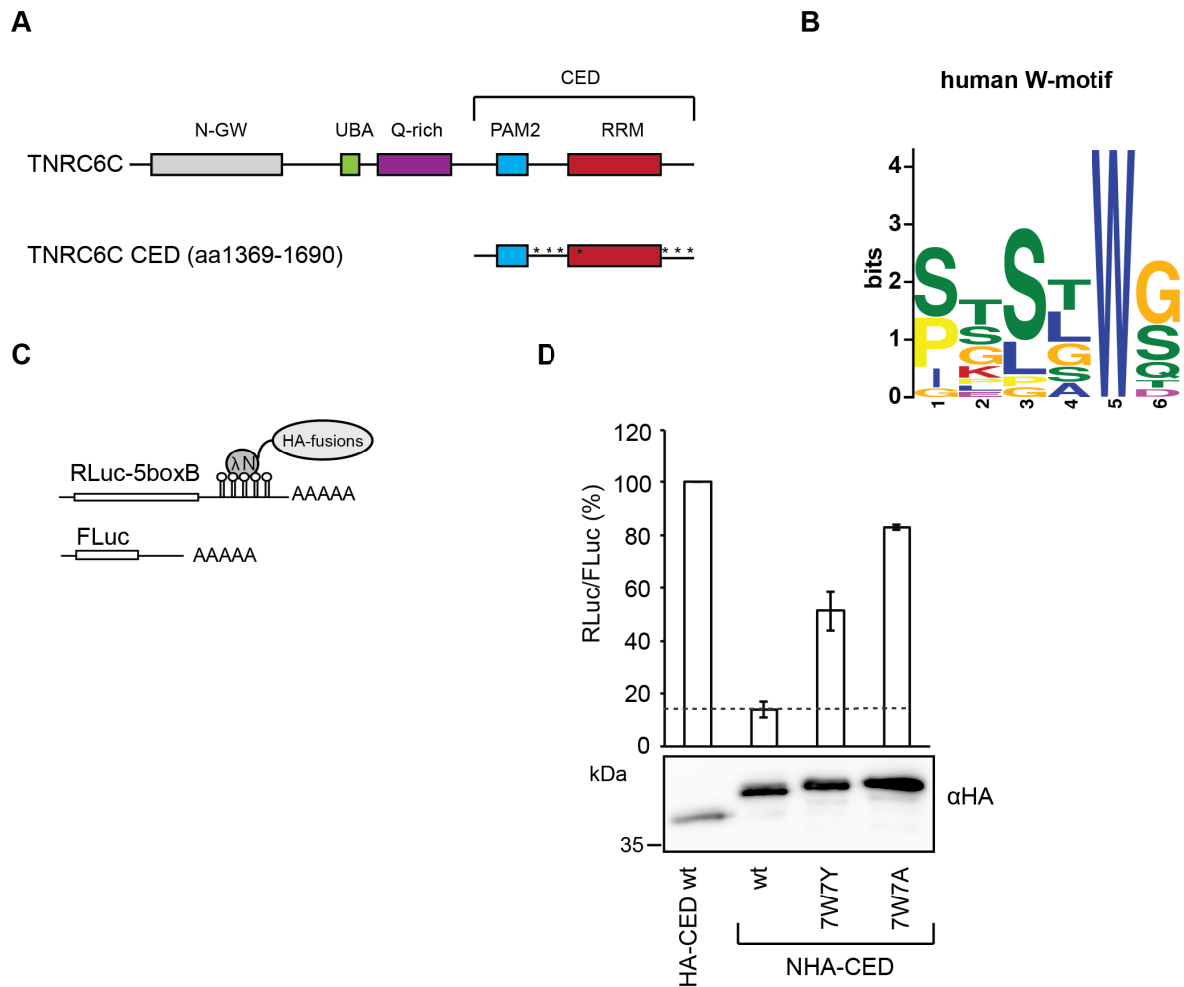 A
CED
N-GW UBA Q-rich PAM2 RRM
TNRC6C
TNRC6C CED (aa1369-1690)
* * * * * * *
B
human W-motif
bits
4
3
2
1
0
S P I G
T S G K P L E
S L P G
T L G S A
W
G S Q T D
1 2 3 4 5 6
C
RLuc-5boxB
λN
HA-fusions
AAAAA
FLuc
AAAAA
D
RLuc/FLuc (%)
120
100
80
60
40
20
0
kDa
35
αHA
HA-CED wt
wt
7W7Y
7W7A
NHA-CED